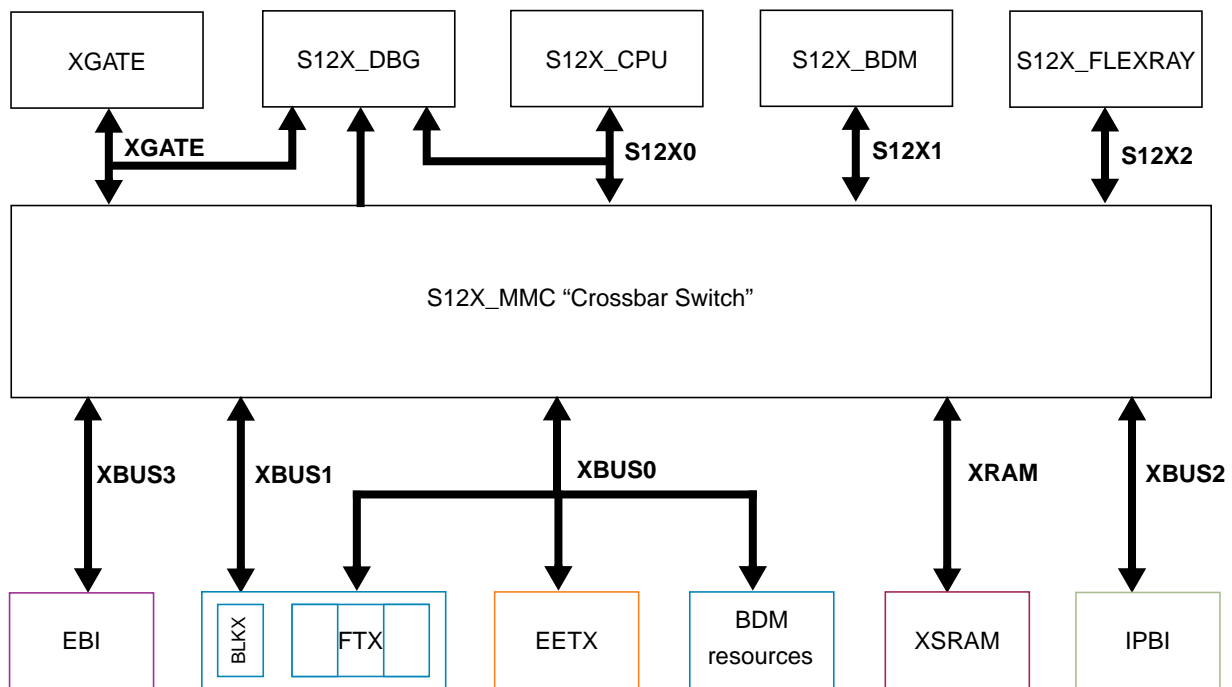 XGATE
S12X_DBG
S12X_CPU
S12X_BDM
S12X_FLEXRAY
XGATE
S12X0
S12X1
S12X2
S12X_MMC “Crossbar Switch”
XBUS3
XBUS1
XBUS0
XRAM
XBUS2
EBI
BLKX
FTX
EETX
BDM
resources
XSRAM
IPBI